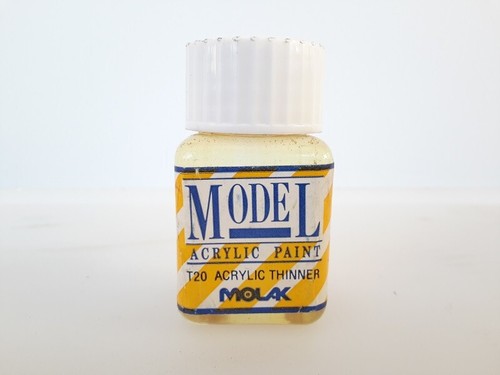 MODEL
ACRYLIC PAINT
T20 ACRYLIC THINNER
MOLAK